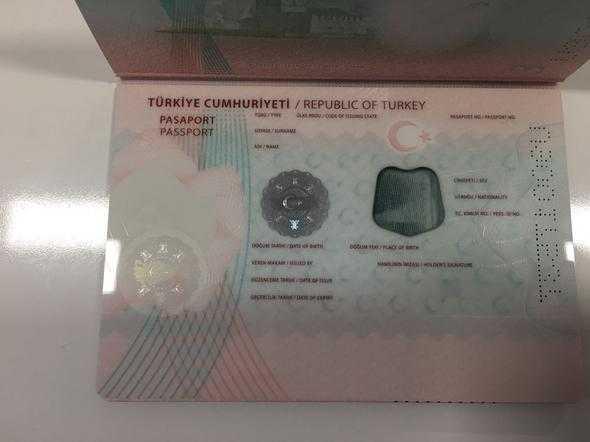 TÜRKİYE CUMHURİYETİ / REPUBLIC OF TURKEY
PASAPORT
PASSPORT
TÜRÜ / TYPE
ÜLKE KODU / CODE OF ISSUING STATE
PASAPORT NO. / PASSPORT NO.
SOYADI / SURNAME
ADI / NAME
CİNSİYETİ / SEX
UYRUĞU / NATIONALITY
T.C. KİMLİK NO. / PERS. ID NO.
DOĞUM TARİHİ / DATE OF BIRTH
DOĞUM YERİ / PLACE OF BIRTH
VEREN MAKAM / ISSUED BY
HAMİLİNİN İMZASI / HOLDER'S SIGNATURE
DÜZENLEME TARİHİ / DATE OF ISSUE
GEÇERLİLİK TARİHİ / DATE OF EXPIRY